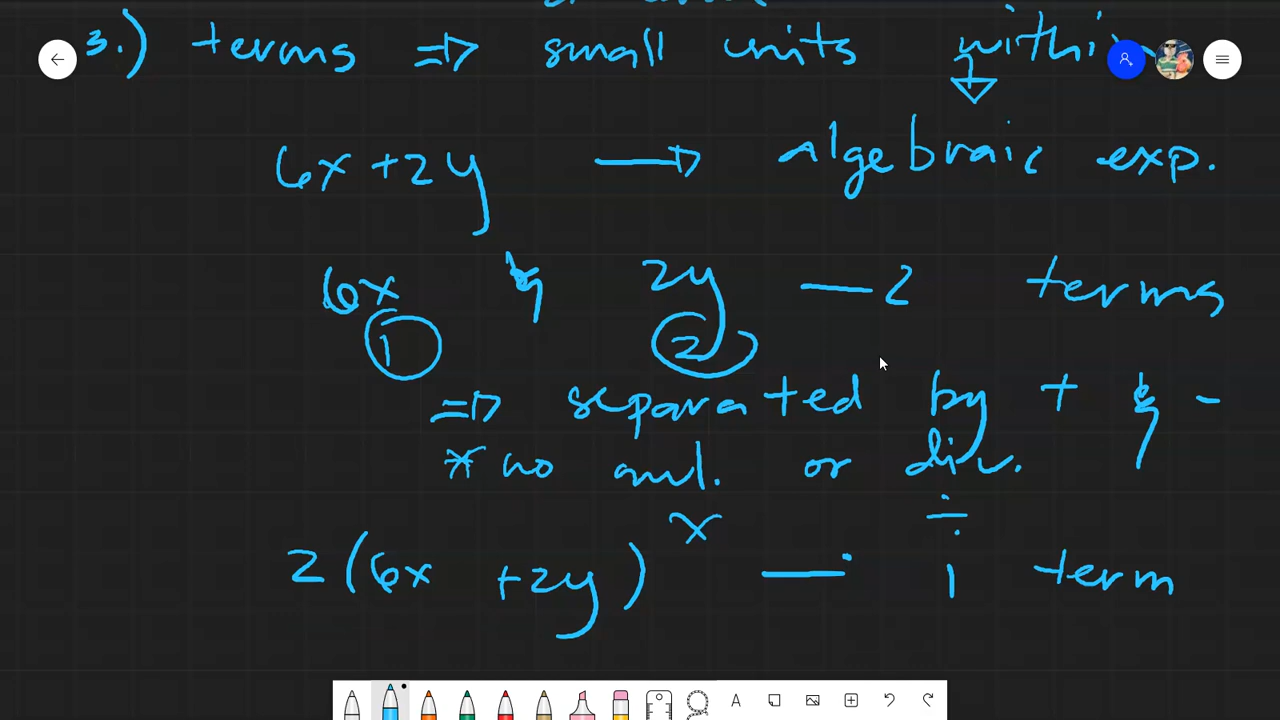 3.) terms => small units within
6x + 2y → algebraic exp.
6x & 2y — 2 terms
1 2
=> separated by + & -
* no mul. or div.
x ÷
2(6x + 2y) — 1 term
A